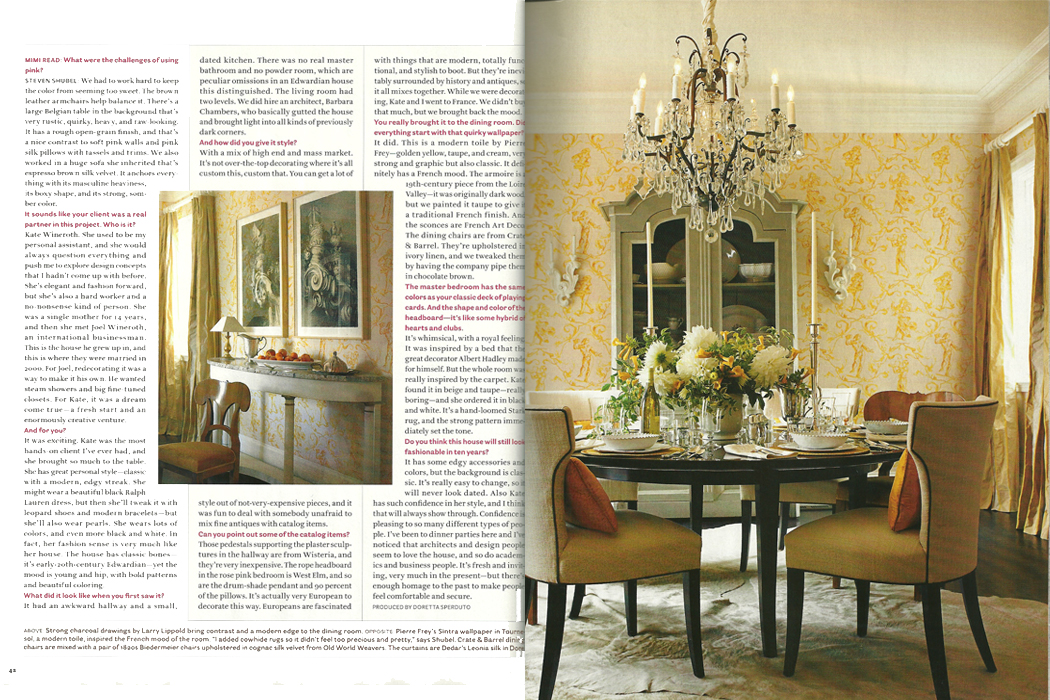 MIMI READ: What were the challenges of using
pink?
STEVEN SHUBEL: We had to work hard to keep
the color from seeming too sweet. The brown
leather armchairs help balance it. There's a
large Belgian table in the background that's
very rustic, quirky, heavy, and raw looking.
It has a rough open-grain finish, and that's
a nice contrast to soft pink walls and pink
silk pillows with tassels and trims. We also
worked in a huge sofa she inherited that's
espresso brown silk velvet. It anchors every-
thing with its masculine heaviness,
its boxy shape, and its strong, som-
ber color.
It sounds like your client was a real
partner in this project. Who is it?
Kate Wineroth. She used to be my
personal assistant, and she would
always question everything and
push me to explore design concepts
that I hadn't come up with before.
She's elegant and fashion forward,
but she's also a hard worker and a
no-nonsense kind of person. She
was a single mother for 14 years,
and then she met Joel Wineroth,
an international businessman.
This is the house he grew up in, and
this is where they were married in
2000. For Joel, redecorating it was a
way to make it his own. He wanted
steam showers and big fine-tuned
closets. For Kate, it was a dream
come true—a fresh start and an
enormously creative venture.
And for you?
It was exciting. Kate was the most
hands-on client I've ever had, and
she brought so much to the table.
She has great personal style—classic
with a modern, edgy streak. She
might wear a beautiful black Ralph
Lauren dress, but then she'll tweak it with
leopard shoes and modern bracelets—but
she'll also wear pearls. She wears lots of
colors, and even more black and white. In
fact, her fashion sense is very much like
her house. The house has classic bones—
it's early-20th-century Edwardian—yet the
mood is young and hip, with bold patterns
and beautiful coloring.
What did it look like when you first saw it?
It had an awkward hallway and a small,
dated kitchen. There was no real master
bathroom and no powder room, which are
peculiar omissions in an Edwardian house
this distinguished. The living room had
two levels. We did hire an architect, Barbara
Chambers, who basically gutted the house
and brought light into all kinds of previously
dark corners.
And how did you give it style?
With a mix of high end and mass market.
It's not over-the-top decorating where it's all
custom this, custom that. You can get a lot of
style out of not-very-expensive pieces, and it
was fun to deal with somebody unafraid to
mix fine antiques with catalog items.
Can you point out some of the catalog items?
Those pedestals supporting the plaster sculp-
tures in the hallway are from Wisteria, and
they're very inexpensive. The rope headboard
in the rose pink bedroom is West Elm, and so
are the drum-shade pendant and 90 percent
of the pillows. It's actually very European to
decorate this way. Europeans are fascinated
with things that are modern, totally func
tional, and stylish to boot. But they're inevi
tably surrounded by history and antiques, s
it all mixes together. While we were decorat
ing, Kate and I went to France. We didn't bu
that much, but we brought back the mood.
You really brought it to the dining room. Di
everything start with that quirky wallpaper?
It did. This is a modern toile by Pierr
Frey—golden yellow, taupe, and cream, ver
strong and graphic but also classic. It def
nitely has a French mood. The armoire is
19th-century piece from the Loire
Valley—it was originally dark wood
but we painted it taupe to give i
a traditional French finish. And
the sconces are French Art Deco
The dining chairs are from Crate
& Barrel. They're upholstered in
ivory linen, and we tweaked them
by having the company pipe them
in chocolate brown.
The master bedroom has the same
colors as your classic deck of playing
cards. And the shape and color of the
headboard—it's like some hybrid of
hearts and clubs.
It's whimsical, with a royal feeling
It was inspired by a bed that the
great decorator Albert Hadley made
for himself. But the whole room was
really inspired by the carpet. Kate
found it in beige and taupe—really
boring—and she ordered it in black
and white. It's a hand-loomed Stark
rug, and the strong pattern imme
diately set the tone.
Do you think this house will still look
fashionable in ten years?
It has some edgy accessories and
colors, but the background is clas
sic. It's really easy to change, so i
will never look dated. Also Kate
has such confidence in her style, and I think
that will always show through. Confidence i
pleasing to so many different types of peo
ple. I've been to dinner parties here and I've
noticed that architects and design people
seem to love the house, and so do academ
ics and business people. It's fresh and invit
ing, very much in the present—but there'
enough homage to the past to make people
feel comfortable and secure.
PRODUCED BY DORETTA SPERDUTO
ABOVE Strong charcoal drawings by Larry Lippold bring contrast and a modern edge to the dining room. OPPOSITE Pierre Frey's Sintra wallpaper in Tourne
sol, a modern toile, inspired the French mood of the room. "I added cowhide rugs so it didn't feel too precious and pretty," says Shubel. Crate & Barrel dining
chairs are mixed with a pair of 1820s Biedermeier chairs upholstered in cognac silk velvet from Old World Weavers. The curtains are Dedar's Leonia silk in Dore
42